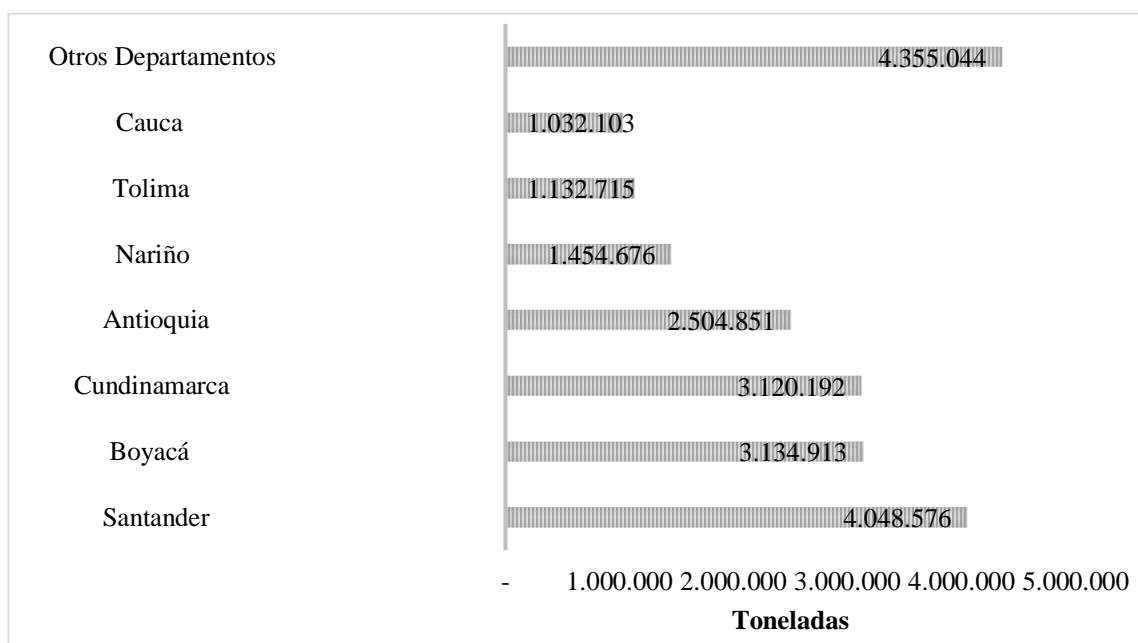 Otros Departamentos
4.355.044
Cauca
1.032.103
Tolima
1.132.715
Nariño
1.454.676
Antioquia
2.504.851
Cundinamarca
3.120.192
Boyacá
3.134.913
Santander
4.048.576
- 1.000.000 2.000.000 3.000.000 4.000.000 5.000.000
Toneladas